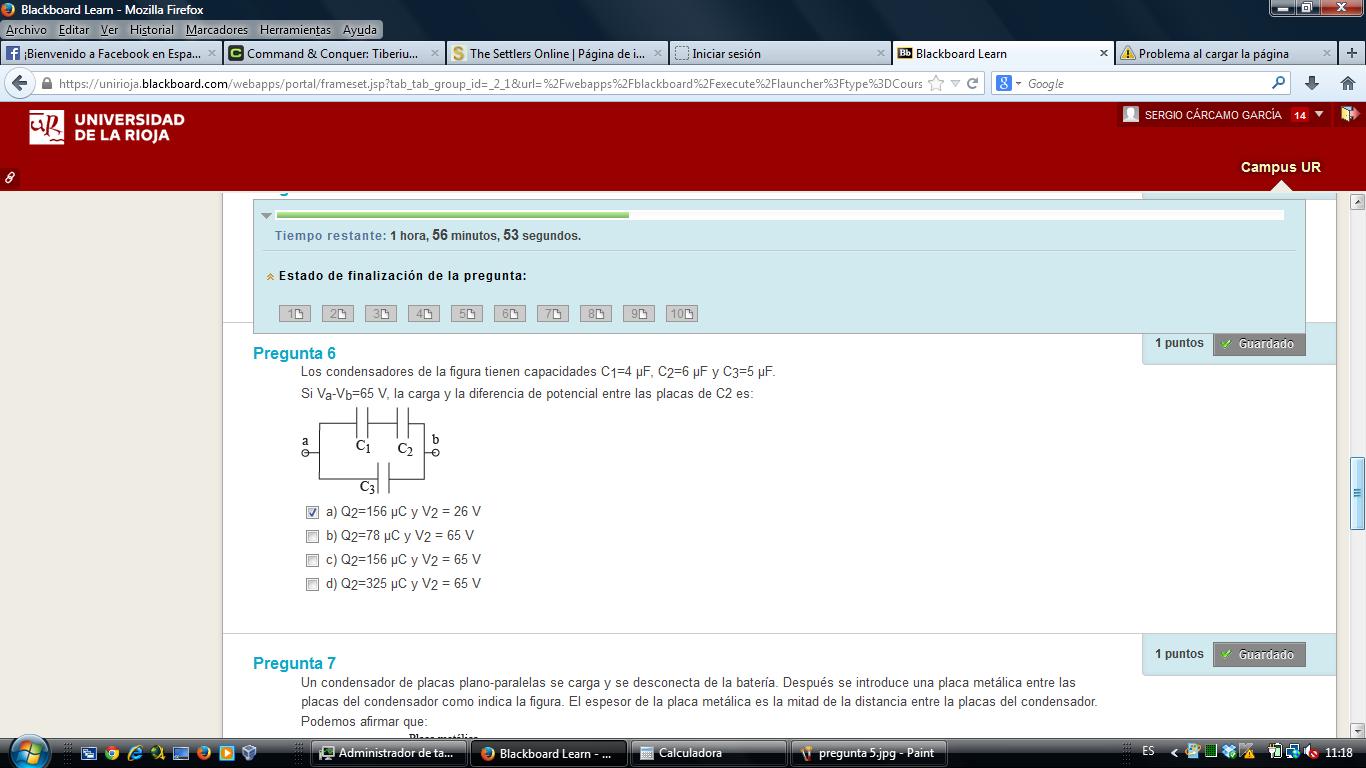 Blackboard Learn - Mozilla Firefox
Archivo Editar Ver Historial Marcadores Herramientas Ayuda
¡Bienvenido a Facebook en Espa...
Command & Conquer: Tiberiu...
The Settlers Online | Página de i...
Iniciar sesión
Blackboard Learn
Problema al cargar la página
https://unirioja.blackboard.com/webapps/portal/frameset.jsp?tab_tab_group_id=_2_1&url=%2Fwebapps%2Fblackboard%2Fexecute%2Flauncher%3Ftype%3DCours
Google
UNIVERSIDAD
DE LA RIOJA
SERGIO CÁRCAMO GARCÍA 14
Campus UR
Tiempo restante: 1 hora, 56 minutos, 53 segundos.
Estado de finalización de la pregunta:
1 2 3 4 5 6 7 8 9 10
Pregunta 6
1 puntos Guardado
Los condensadores de la figura tienen capacidades C1=4 µF, C2=6 µF y C3=5 µF.
Si Va-Vb=65 V, la carga y la diferencia de potencial entre las placas de C2 es:
a C1 C2 b
C3
a) Q2=156 µC y V2 = 26 V
b) Q2=78 µC y V2 = 65 V
c) Q2=156 µC y V2 = 65 V
d) Q2=325 µC y V2 = 65 V
Pregunta 7
1 puntos Guardado
Un condensador de placas plano-paralelas se carga y se desconecta de la batería. Después se introduce una placa metálica entre las
placas del condensador como indica la figura. El espesor de la placa metálica es la mitad de la distancia entre la placas del condensador.
Podemos afirmar que:
Placa metálica
Administrador de ta...
Blackboard Learn - ...
Calculadora
pregunta 5.jpg - Paint
ES
11:18